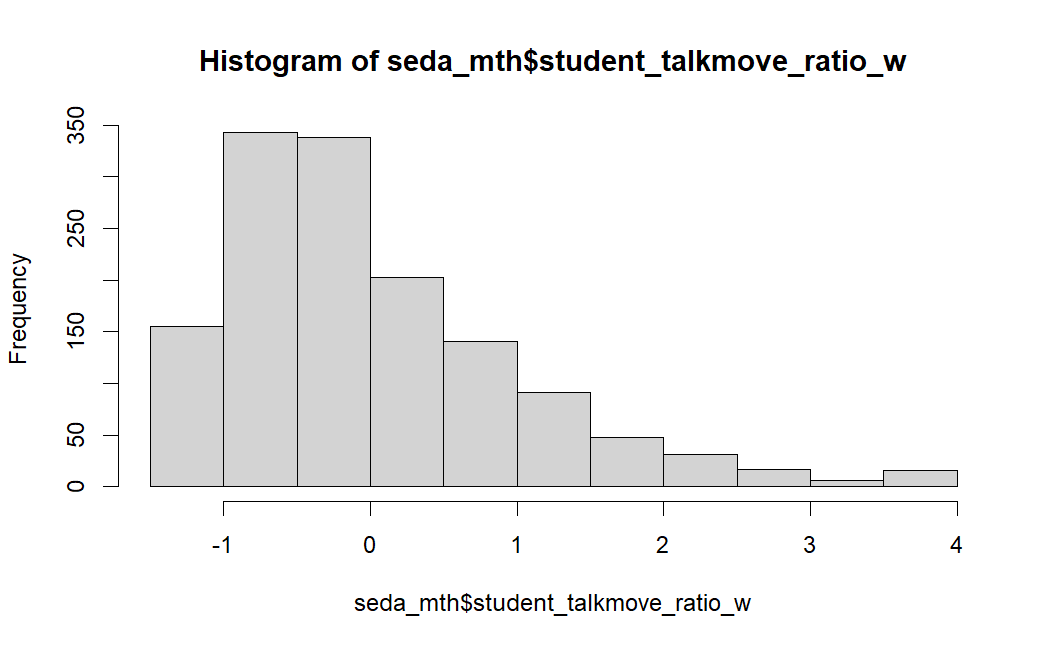 Histogram of seda_mth$student_talkmove_ratio_w
Frequency
350
250
150
50
0
-1 0 1 2 3 4
seda_mth$student_talkmove_ratio_w